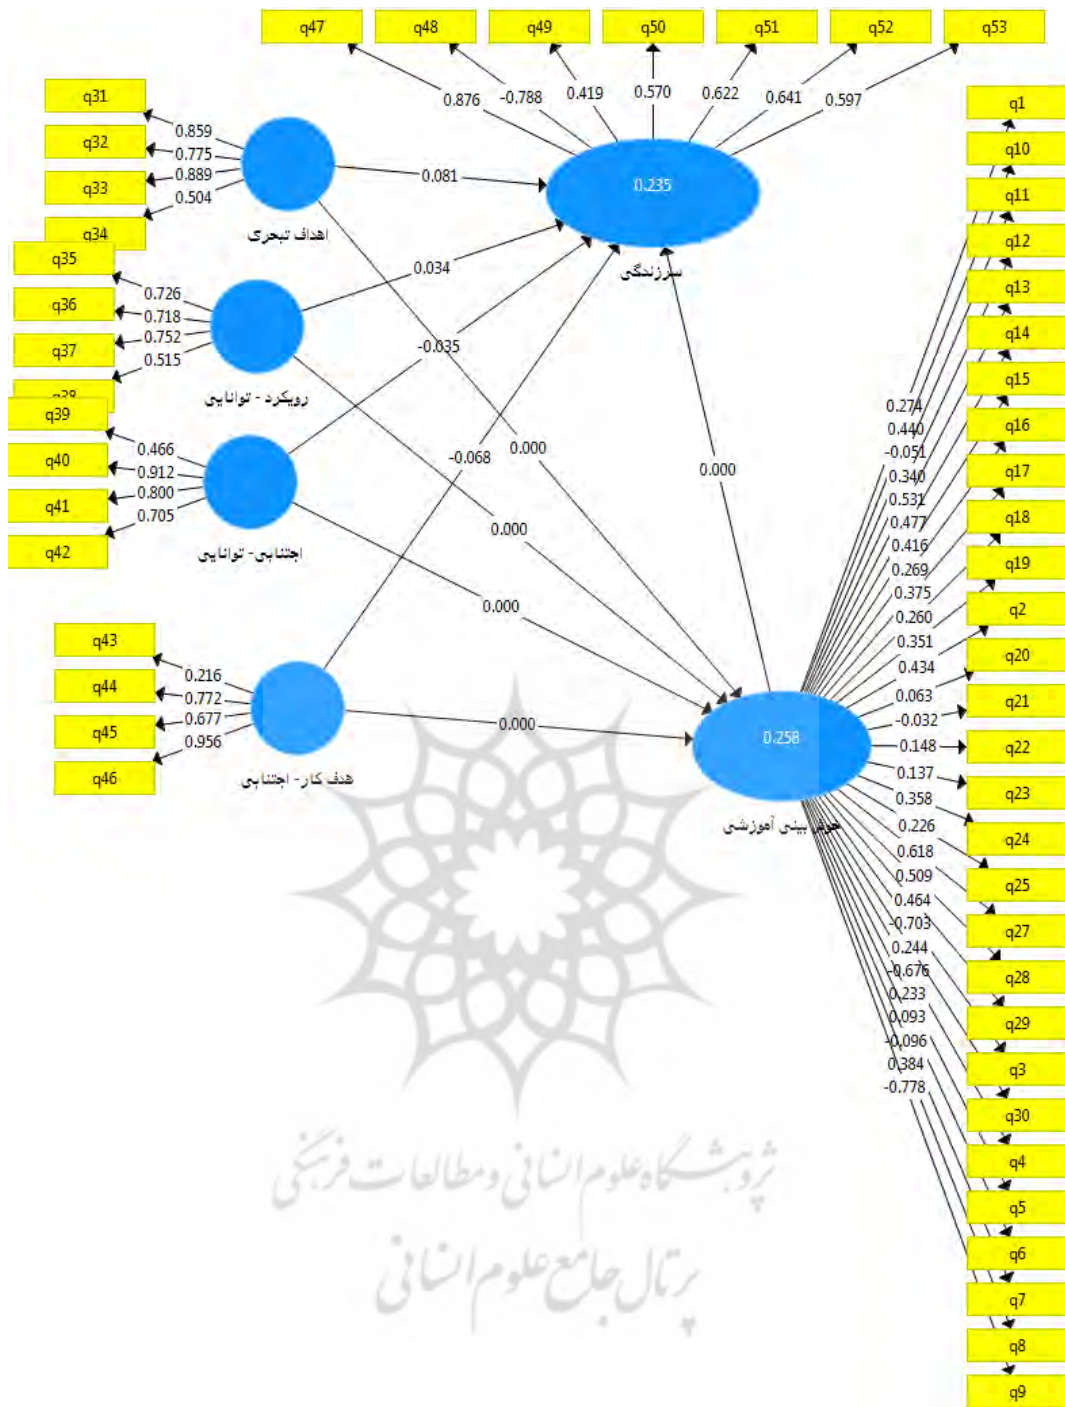 q47 q48 q49 q50 q51 q52 q53
0.876 -0.788 0.419 0.570 0.622 0.641 0.597
q31
q32
q33
q34
0.859
0.775
0.889
0.504
اهداف تبحری
0.081
0.235
سرزندگی
q35
q36
q37
q38
0.726
0.718
0.752
0.515
رویکرد - توانایی
0.034
-0.035
q39
q40
q41
q42
0.466
0.912
0.800
0.705
اجتنابی- توانایی
-0.068
0.000
0.000
0.000
0.000
q43
q44
q45
q46
0.216
0.772
0.677
0.956
هدف کار- اجتنابی
0.000
0.258
خوش بینی آموزشی
0.274
0.440
-0.051
0.340
0.531
0.477
0.416
0.269
0.375
0.260
0.351
0.434
0.063
-0.032
0.148
0.137
0.358
0.226
0.618
0.509
0.464
-0.703
0.244
-0.676
0.233
0.093
-0.096
0.384
-0.778
q1
q10
q11
q12
q13
q14
q15
q16
q17
q18
q19
q2
q20
q21
q22
q23
q24
q25
q27
q28
q29
q3
q30
q4
q5
q6
q7
q8
q9
پژوهشگاه علوم انسانی و مطالعات فرهنگی
پرتال جامع علوم انسانی